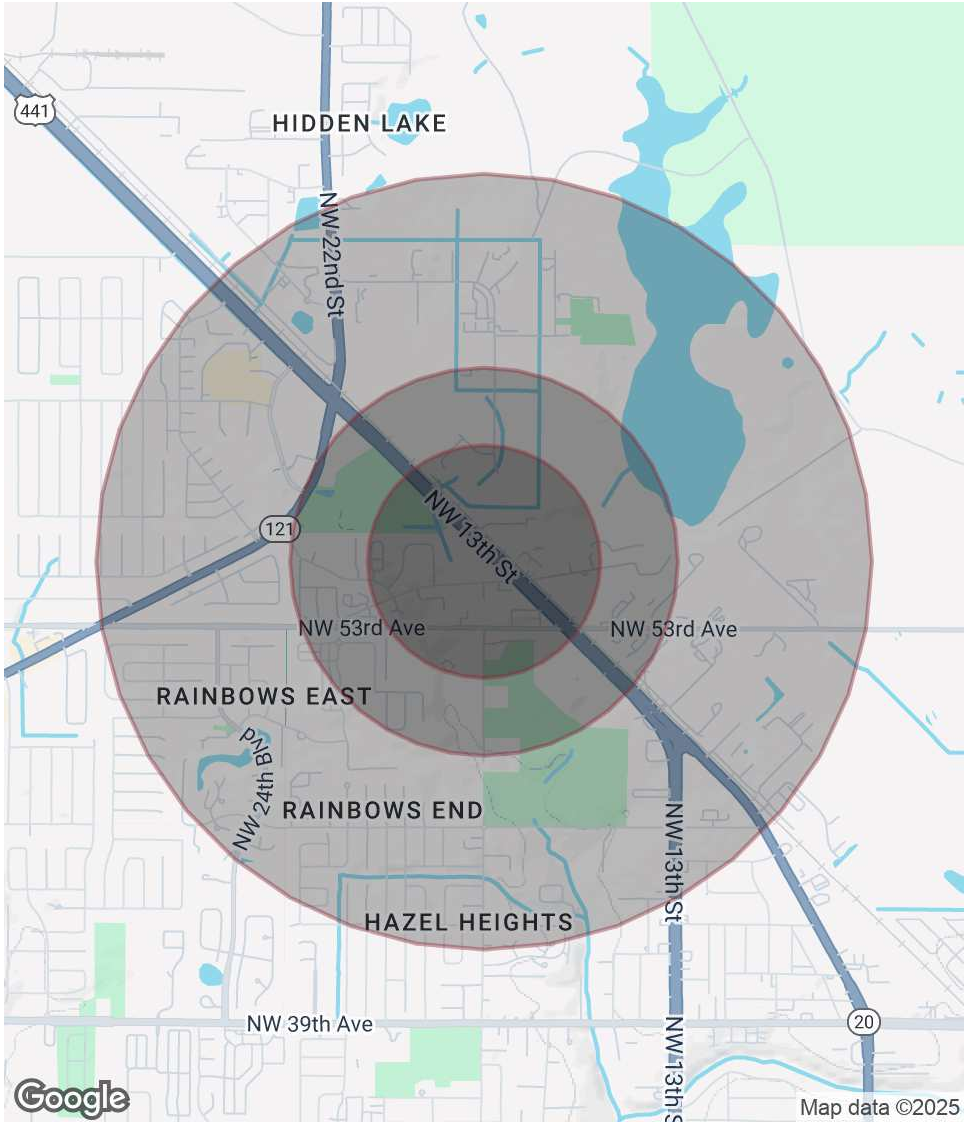 441
HIDDEN LAKE
NW 22nd St
NW 13th St
121
NW 53rd Ave
NW 53rd Ave
RAINBOWS EAST
NW 24th Blvd
RAINBOWS END
NW 13th St
HAZEL HEIGHTS
NW 39th Ave
20
NW 13th S
Google
Map data ©2025